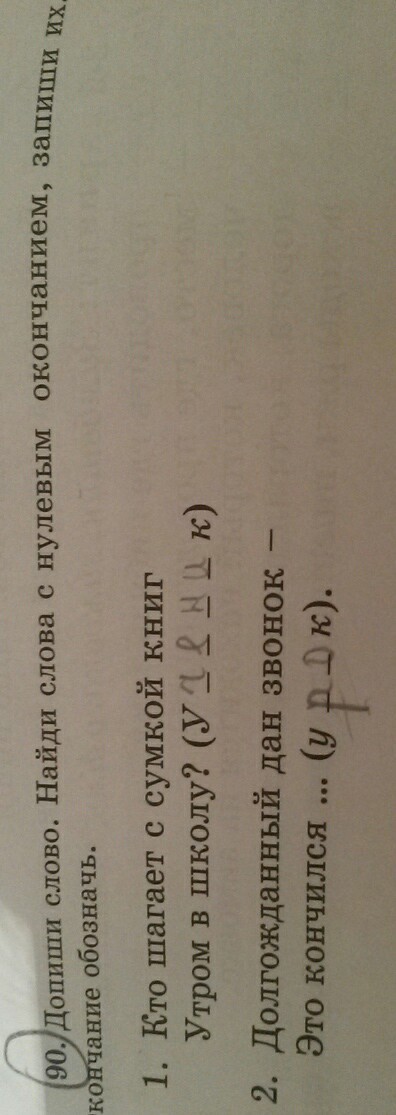 90. Допиши слово. Найди слова с нулевым окончанием, запиши их.
кончание обозначь.
1. Кто шагает с сумкой книг
Утром в школу? (У ч е н и к)
2. Долгожданный дан звонок –
Это кончился ... (у р о к).